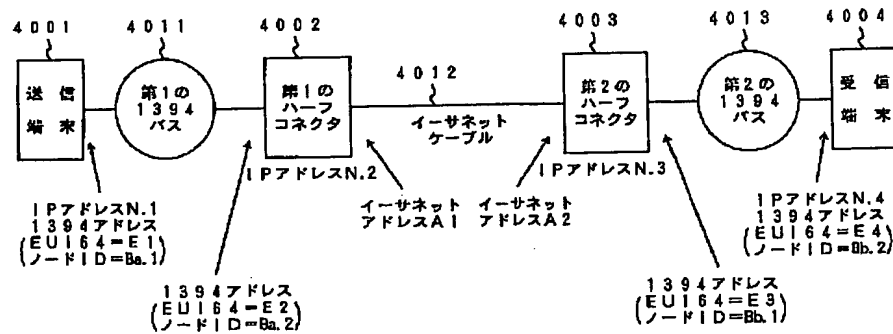 4001
4011
4002
4012
4003
4013
4004
送信
端末
第1の
1394
バス
第1の
ハーフ
コネクタ
イーサネット
ケーブル
第2の
ハーフ
コネクタ
第2の
1394
バス
受信
端末
IPアドレスN.1
1394アドレス
(EUI64=E1
ノードID=Ba.1)
IPアドレスN.2
1394アドレス
(EUI64=E2
ノードID=Ba.2)
イーサネット
アドレスA1
イーサネット
アドレスA2
IPアドレスN.3
1394アドレス
(EUI64=E3
ノードID=Bb.1)
IPアドレスN.4
1394アドレス
(EUI64=E4
ノードID=Bb.2)